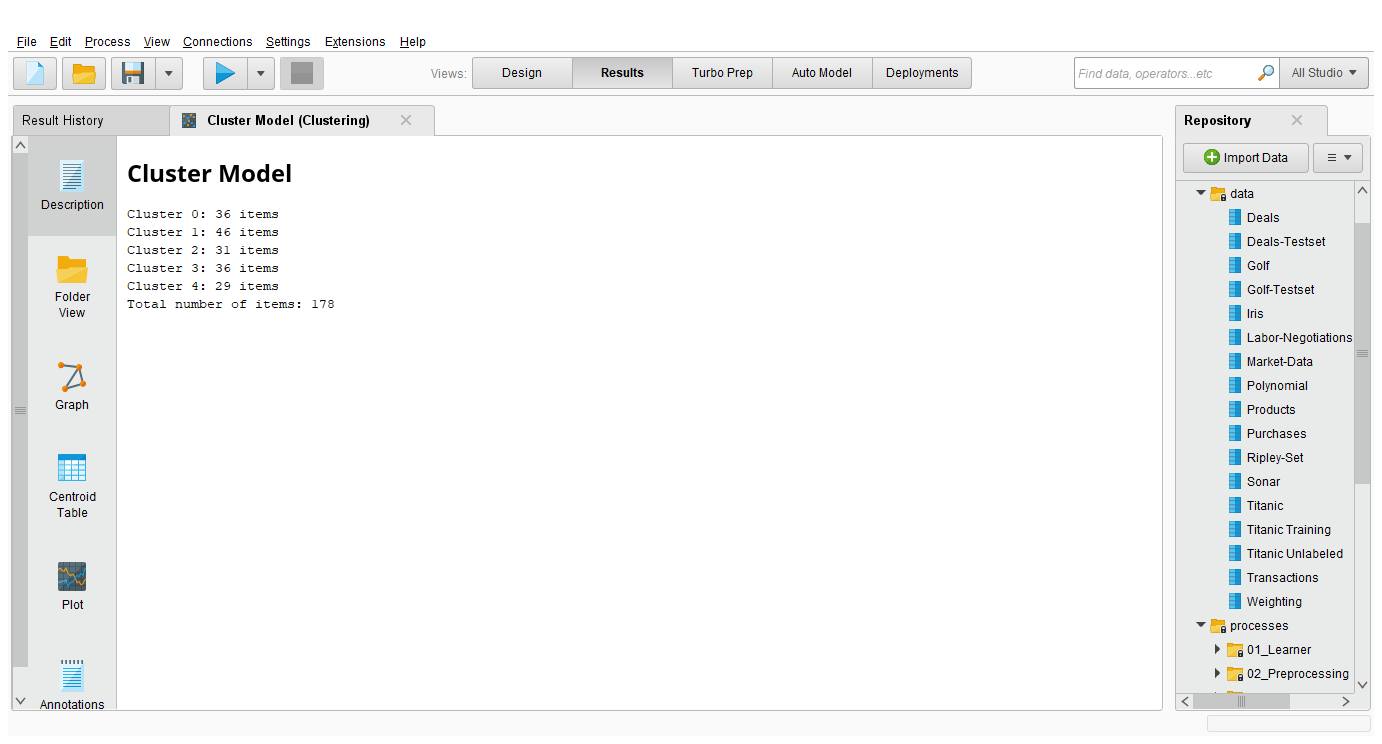 File Edit Process View Connections Settings Extensions Help
Views: Design Results Turbo Prep Auto Model Deployments Find data, operators...etc All Studio
Result History Cluster Model (Clustering)
Description
Folder View
Graph
Centroid Table
Plot
Annotations
Cluster Model
Cluster 0: 36 items
Cluster 1: 46 items
Cluster 2: 31 items
Cluster 3: 36 items
Cluster 4: 29 items
Total number of items: 178
Repository
Import Data
data
Deals
Deals-Testset
Golf
Golf-Testset
Iris
Labor-Negotiations
Market-Data
Polynomial
Products
Purchases
Ripley-Set
Sonar
Titanic
Titanic Training
Titanic Unlabeled
Transactions
Weighting
processes
01_Learner
02_Preprocessing